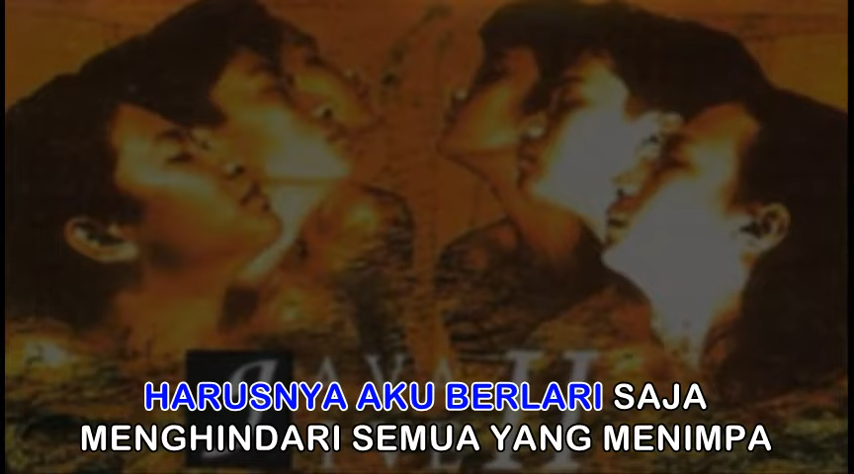 HARUSNYA AKU BERLARI SAJA
MENGHINDARI SEMUA YANG MENIMPA